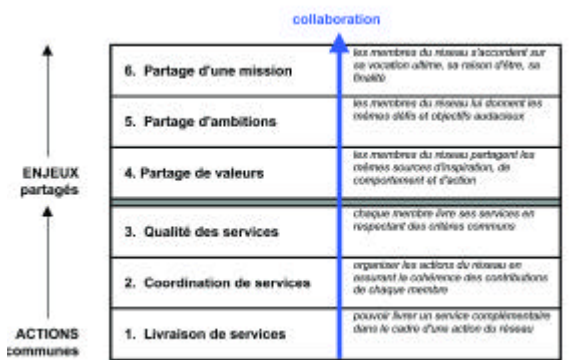 collaboration
6. Partage d'une mission
les membres du réseau s'accordent sur
sa vocation ultime, sa raison d'être, sa
finalité
5. Partage d'ambitions
les membres du réseau lui donnent les
mêmes défis et objectifs audacieux
ENJEUX
partagés
4. Partage de valeurs
les membres du réseau partagent les
mêmes sources d'inspiration, de
comportement et d'action
3. Qualité des services
chaque membre livre ses services en
respectant des critères communs
2. Coordination de services
organiser les actions du réseau en
assurant la cohérence des contributions
de chaque membre
ACTIONS
communes
1. Livraison de services
pouvoir livrer un service complémentaire
dans le cadre d'une action du réseau